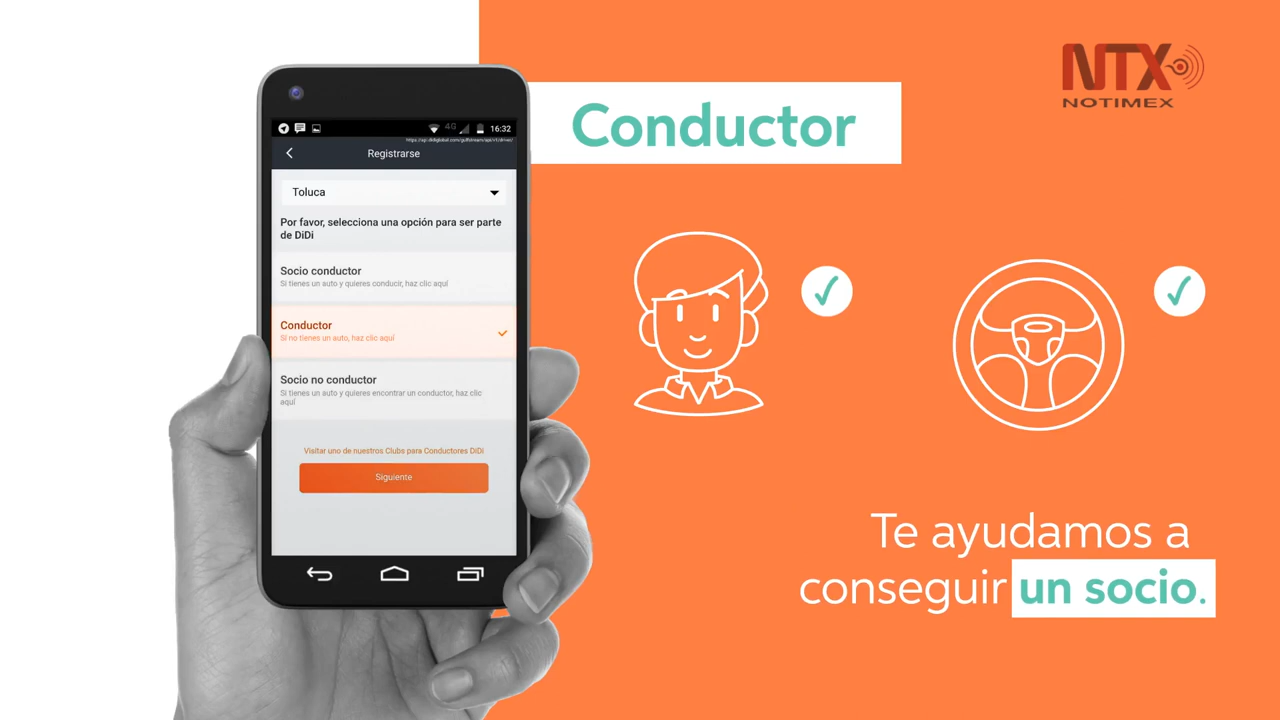 NTX
NOTIMEX
Conductor
4G
16:32
Registrarse
Toluca
Por favor, selecciona una opción para ser parte
de DiDi
Socio conductor
Si tienes un auto y quieres conducir, haz clic aquí
Conductor
Si no tienes un auto, haz clic aquí
Socio no conductor
Si tienes un auto y quieres encontrar un conductor, haz clic
aquí
Visitar uno de nuestros Clubs para Conductores DiDi
Siguiente
Te ayudamos a
conseguir un socio.